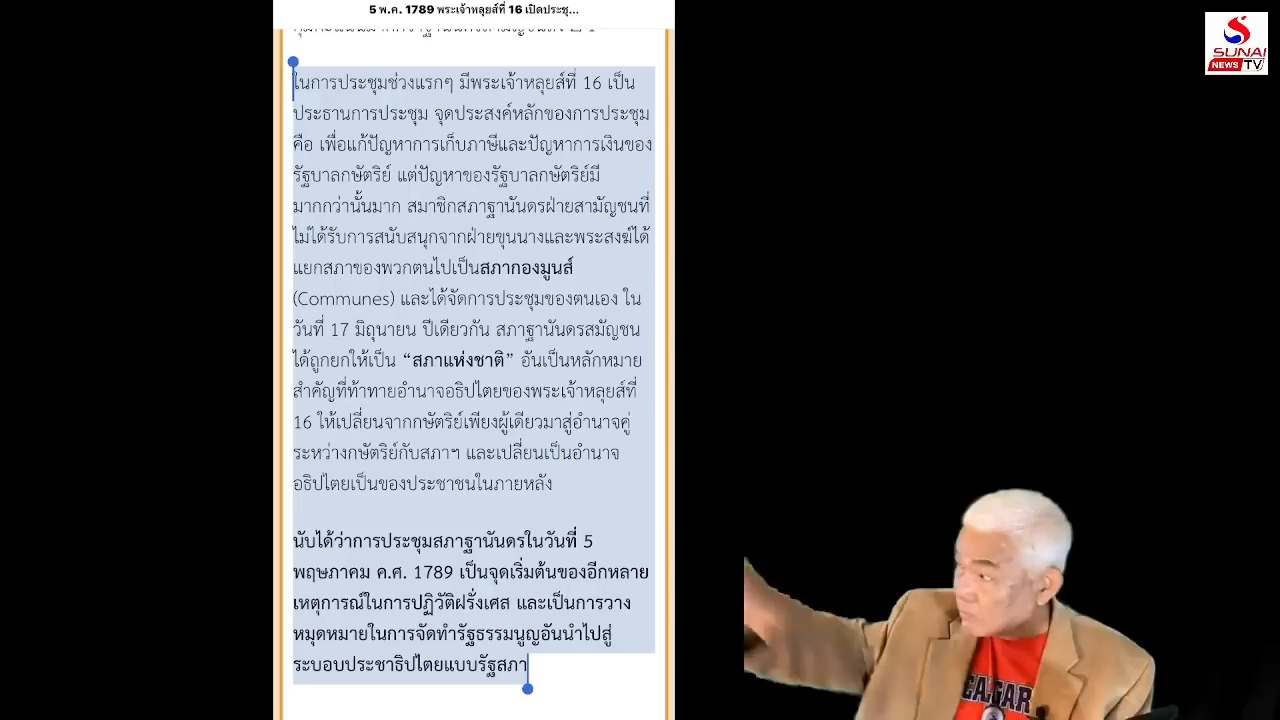 5 พ.ค. 1789 พระเจ้าหลุยส์ที่ 16 เปิดประชุ...
ในการประชุมช่วงแรกๆ มีพระเจ้าหลุยส์ที่ 16 เป็น
ประธานการประชุม จุดประสงค์หลักของการประชุม
คือ เพื่อแก้ปัญหาการเก็บภาษีและปัญหาการเงินของ
รัฐบาลกษัตริย์ แต่ปัญหาของรัฐบาลกษัตริย์มี
มากกว่านั้นมาก สมาชิกสภาฐานันดรฝ่ายสามัญชนที่
ไม่ได้รับการสนับสนุกจากฝ่ายขุนนางและพระสงฆ์ได้
แยกสภาของพวกตนไปเป็นสภากองมูนส์
(Communes) และได้จัดการประชุมของตนเอง ใน
วันที่ 17 มิถุนายน ปีเดียวกัน สภาฐานันดรสมัญชน
ได้ถูกยกให้เป็น “สภาแห่งชาติ” อันเป็นหลักหมาย
สำคัญที่ท้าทายอำนาจอธิปไตยของพระเจ้าหลุยส์ที่
16 ให้เปลี่ยนจากกษัตริย์เพียงผู้เดียวมาสู่อำนาจคู่
ระหว่างกษัตริย์กับสภาฯ และเปลี่ยนเป็นอำนาจ
อธิปไตยเป็นของประชาชนในภายหลัง
นับได้ว่าการประชุมสภาฐานันดรในวันที่ 5
พฤษภาคม ค.ศ. 1789 เป็นจุดเริ่มต้นของอีกหลาย
เหตุการณ์ในการปฏิวัติฝรั่งเศส และเป็นการวาง
หมุดหมายในการจัดทำรัฐธรรมนูญอันนำไปสู่
ระบอบประชาธิปไตยแบบรัฐสภา
SUNAI
NEWS TV